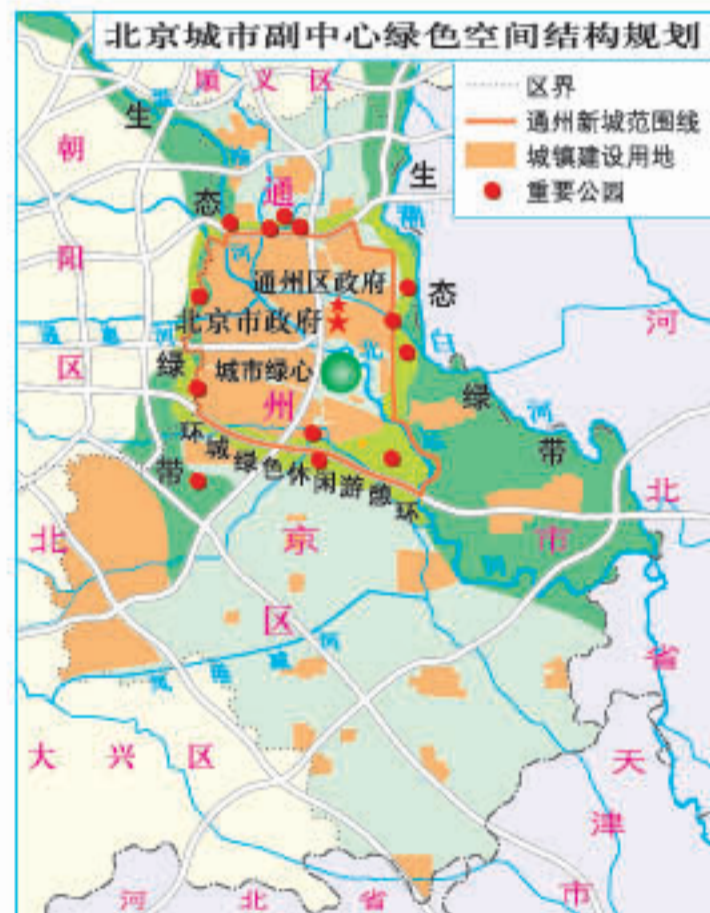 北京城市副中心绿色空间结构规划
区界
通州新城范围线
城镇建设用地
重要公园
顺义区
朝阳区
通州区
北京市
河北省
天津市
大兴区
河北省
生态绿带
生态绿带
通州区政府
北京市政府
城市绿心
环城绿色休闲游憩环